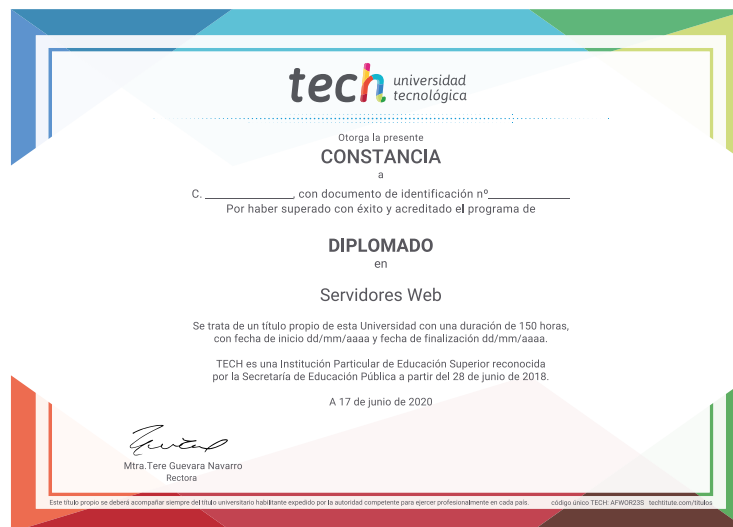 tech universidad
tecnológica
Otorga la presente
CONSTANCIA
a
C. ______________, con documento de identificación nº______________
Por haber superado con éxito y acreditado el programa de
DIPLOMADO
en
Servidores Web
Se trata de un título propio de esta Universidad con una duración de 150 horas,
con fecha de inicio dd/mm/aaaa y fecha de finalización dd/mm/aaaa.
TECH es una Institución Particular de Educación Superior reconocida
por la Secretaría de Educación Pública a partir del 28 de junio de 2018.
A 17 de junio de 2020
Mtra.Tere Guevara Navarro
Rectora
Este título propio se deberá acompañar siempre del título universitario habilitante expedido por la autoridad competente para ejercer profesionalmente en cada país. código único TECH: AFWOR23S techtitute.com/titulos